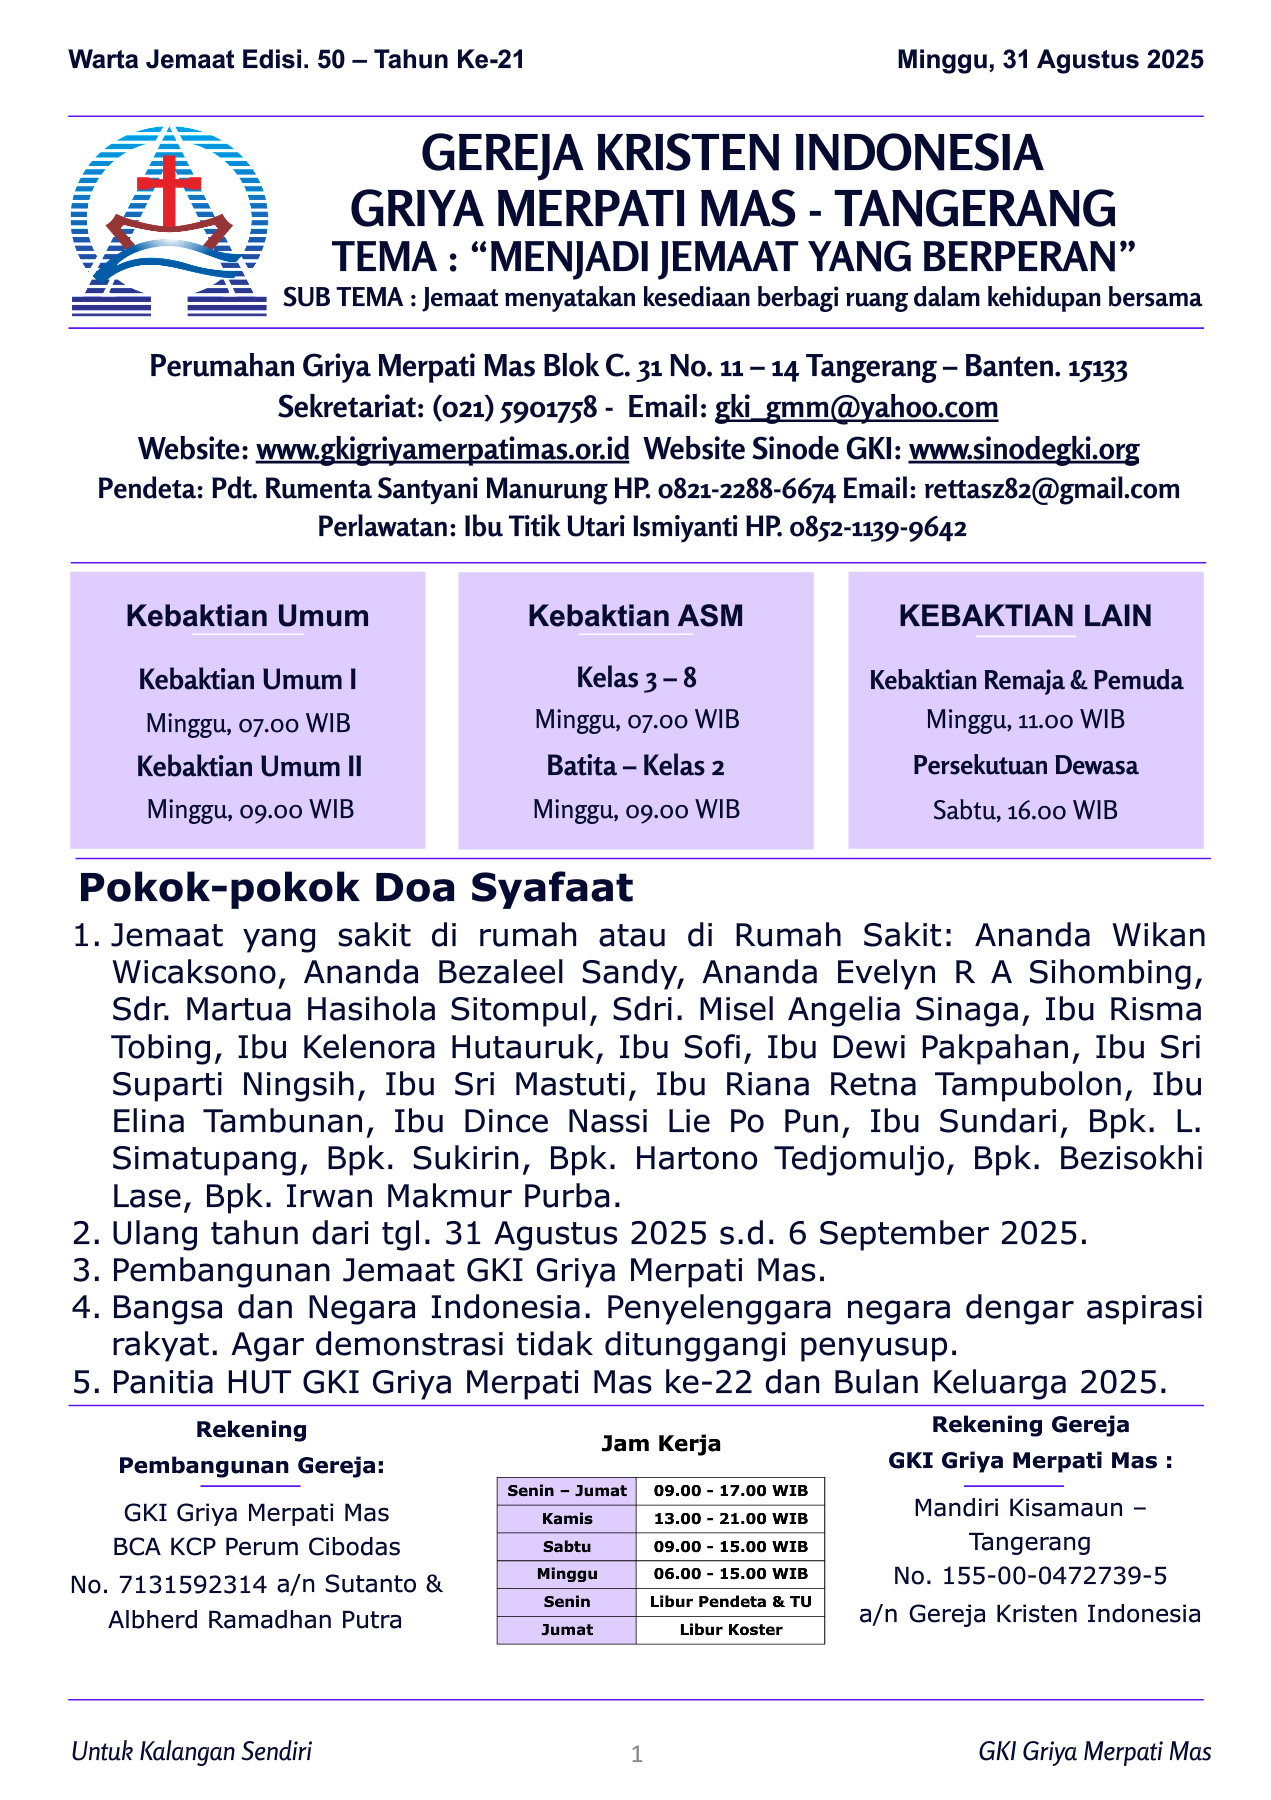 Warta Jemaat Edisi. 50 – Tahun Ke-21
Minggu, 31 Agustus 2025
GEREJA KRISTEN INDONESIA
GRIYA MERPATI MAS - TANGERANG
TEMA : “MENJADI JEMAAT YANG BERPERAN”
SUB TEMA : Jemaat menyatakan kesediaan berbagi ruang dalam kehidupan bersama
Perumahan Griya Merpati Mas Blok C. 31 No. 11 – 14 Tangerang – Banten. 15133
Sekretariat: (021) 5901758 - Email: gki_gmm@yahoo.com
Website: www.gkigriyamerpatimas.or.id Website Sinode GKI: www.sinodegki.org
Pendeta: Pdt. Rumenta Santyani Manurung HP. 0821-2288-6674 Email: rettasz82@gmail.com
Perlawatan: Ibu Titik Utari Ismiyanti HP. 0852-1139-9642
Kebaktian Umum
Kebaktian Umum I
Minggu, 07.00 WIB
Kebaktian Umum II
Minggu, 09.00 WIB
Kebaktian ASM
Kelas 3 – 8
Minggu, 07.00 WIB
Batita – Kelas 2
Minggu, 09.00 WIB
KEBAKTIAN LAIN
Kebaktian Remaja & Pemuda
Minggu, 11.00 WIB
Persekutuan Dewasa
Sabtu, 16.00 WIB
Pokok-pokok Doa Syafaat
1. Jemaat yang sakit di rumah atau di Rumah Sakit: Ananda Wikan
Wicaksono, Ananda Bezaleel Sandy, Ananda Evelyn R A Sihombing,
Sdr. Martua Hasihola Sitompul, Sdri. Misel Angelia Sinaga, Ibu Risma
Tobing, Ibu Kelenora Hutauruk, Ibu Sofi, Ibu Dewi Pakpahan, Ibu Sri
Suparti Ningsih, Ibu Sri Mastuti, Ibu Riana Retna Tampubolon, Ibu
Elina Tambunan, Ibu Dince Nassi Lie Po Pun, Ibu Sundari, Bpk. L.
Simatupang, Bpk. Sukirin, Bpk. Hartono Tedjomuljo, Bpk. Bezisokhi
Lase, Bpk. Irwan Makmur Purba.
2. Ulang tahun dari tgl. 31 Agustus 2025 s.d. 6 September 2025.
3. Pembangunan Jemaat GKI Griya Merpati Mas.
4. Bangsa dan Negara Indonesia. Penyelenggara negara dengar aspirasi
rakyat. Agar demonstrasi tidak ditunggangi penyusup.
5. Panitia HUT GKI Griya Merpati Mas ke-22 dan Bulan Keluarga 2025.
Rekening
Pembangunan Gereja:
GKI Griya Merpati Mas
BCA KCP Perum Cibodas
No. 7131592314 a/n Sutanto &
Albherd Ramadhan Putra
Jam Kerja
Senin – Jumat 09.00 - 17.00 WIB
Kamis 13.00 - 21.00 WIB
Sabtu 09.00 - 15.00 WIB
Minggu 06.00 - 15.00 WIB
Senin Libur Pendeta & TU
Jumat Libur Koster
Rekening Gereja
GKI Griya Merpati Mas :
Mandiri Kisamaun –
Tangerang
No. 155-00-0472739-5
a/n Gereja Kristen Indonesia
Untuk Kalangan Sendiri
1
GKI Griya Merpati Mas